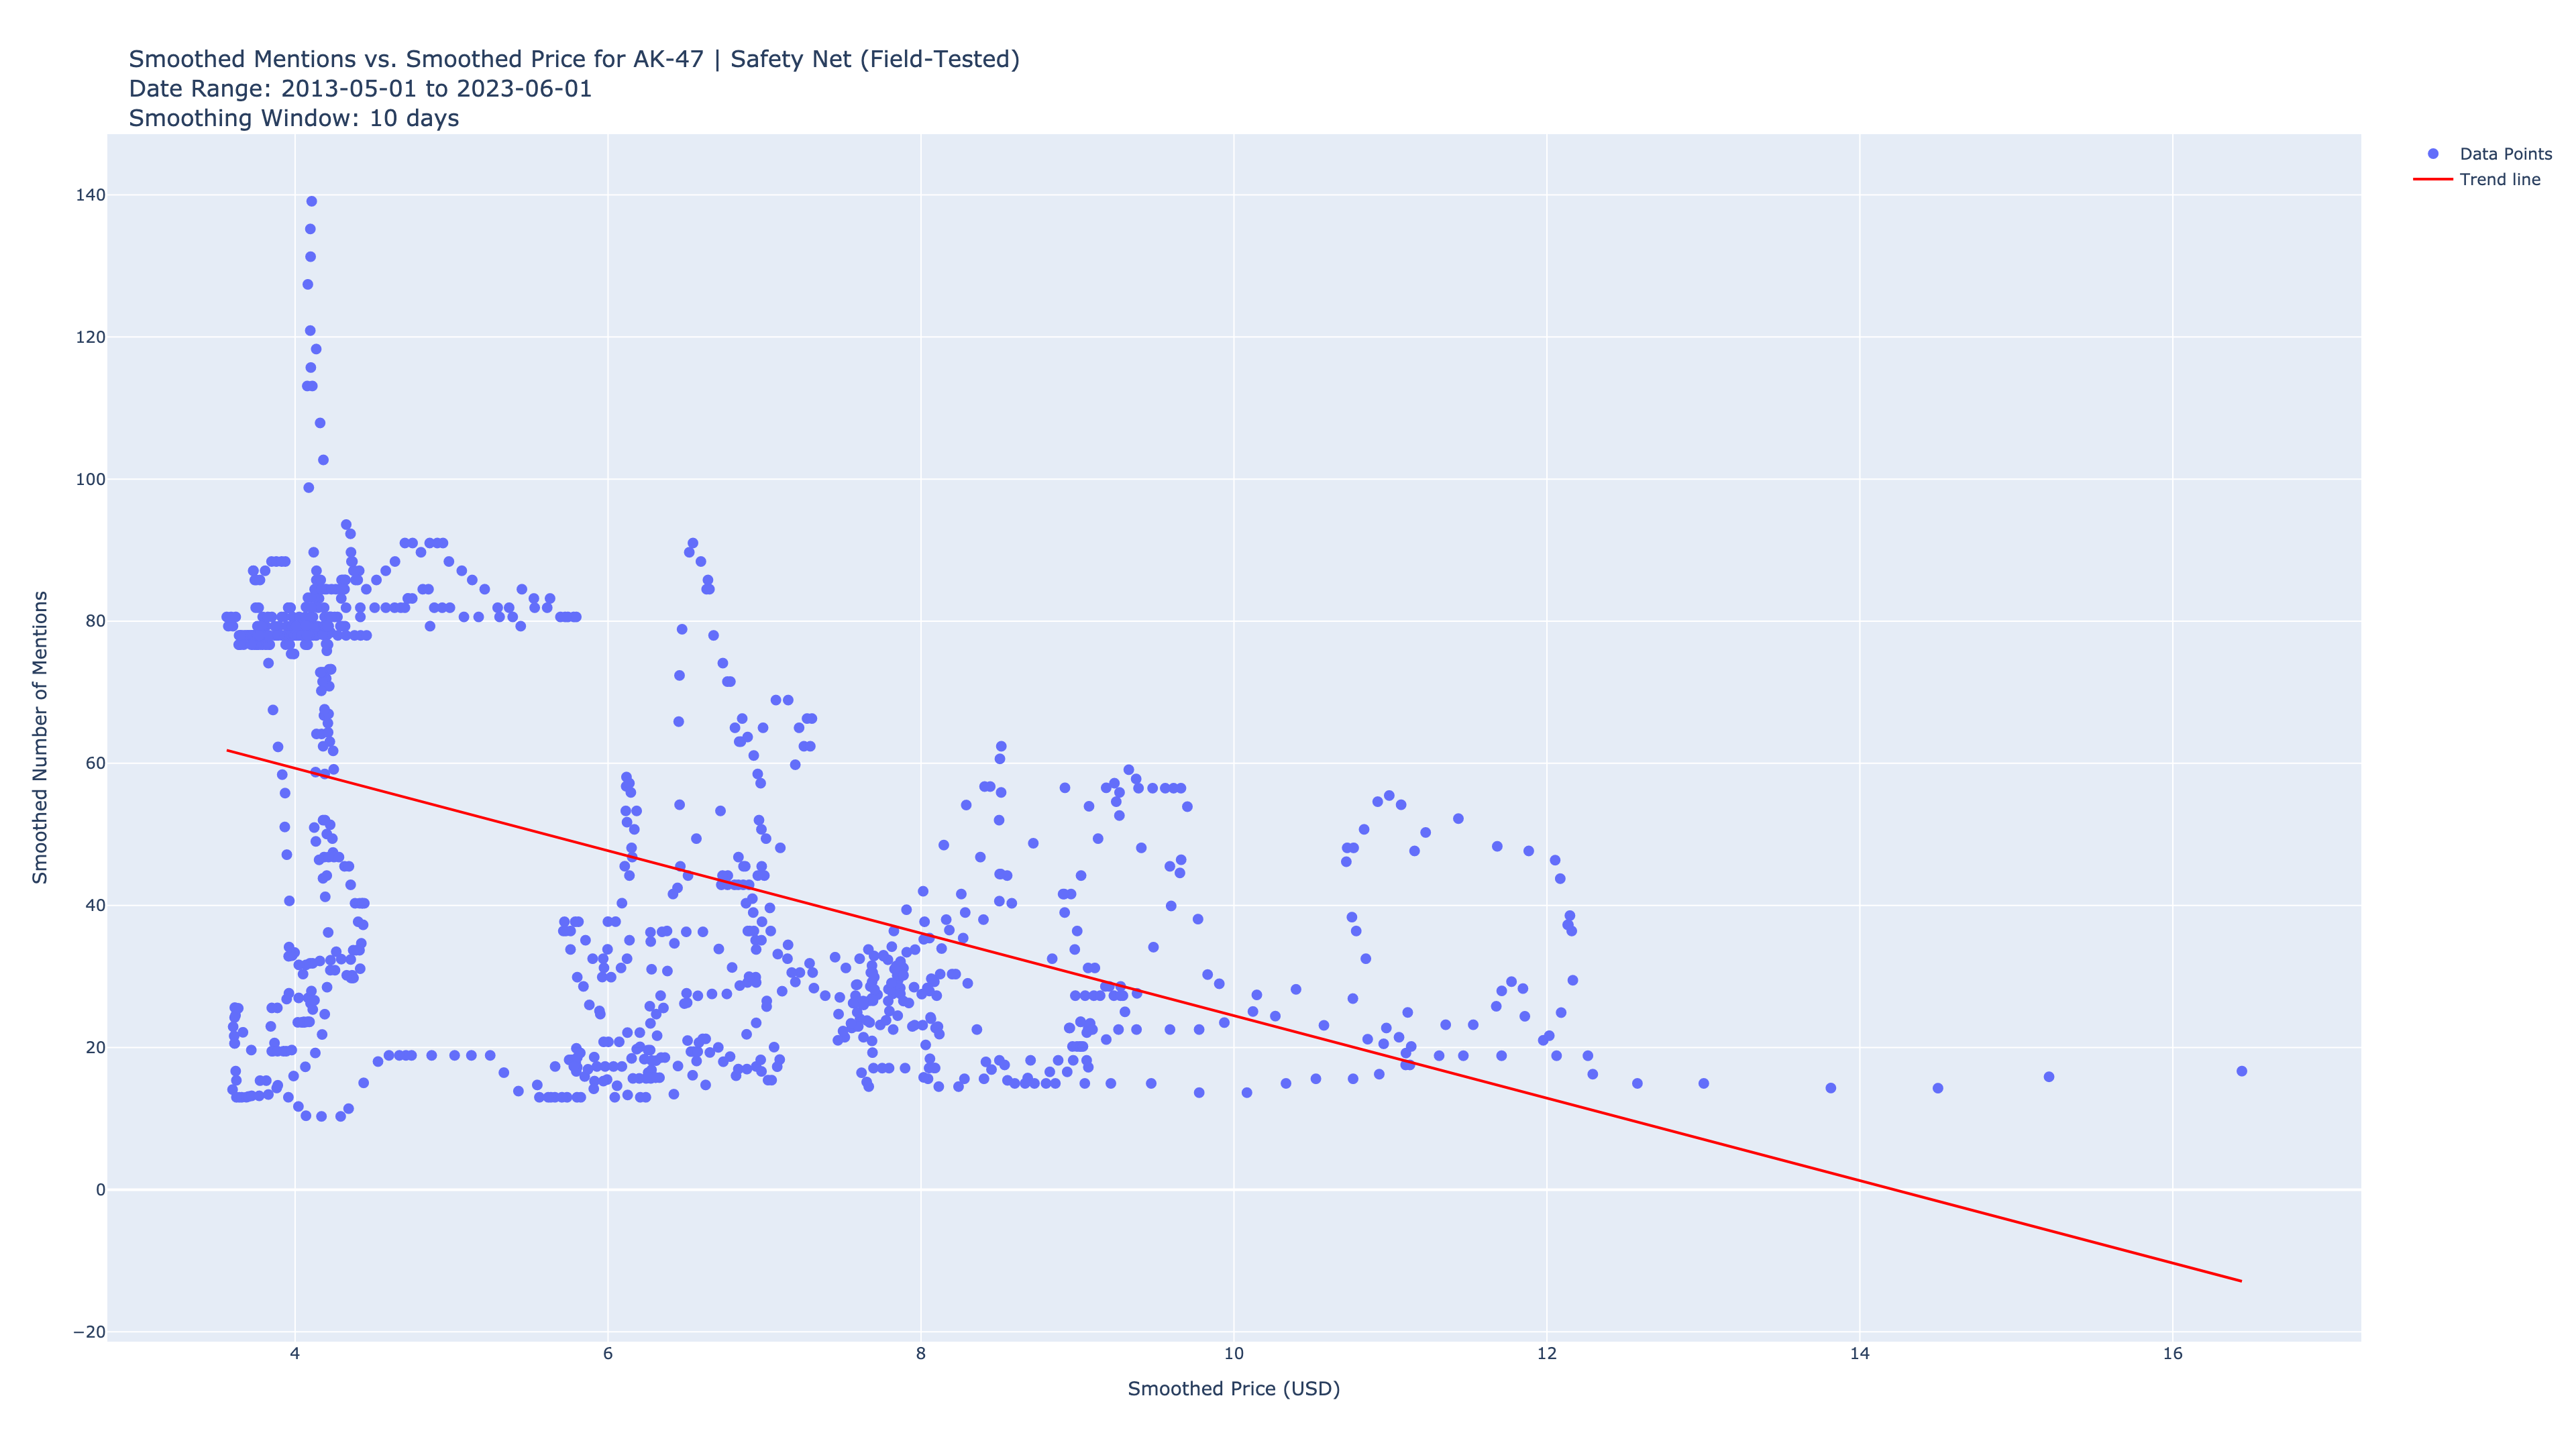 Smoothed Mentions vs. Smoothed Price for AK-47 | Safety Net (Field-Tested)
Date Range: 2013-05-01 to 2023-06-01
Smoothing Window: 10 days
Data Points
Trend line
140
120
100
80
60
40
20
0
−20
Smoothed Number of Mentions
4
6
8
10
12
14
16
Smoothed Price (USD)